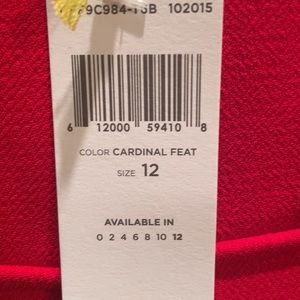 102015
6 12000 59410 8
COLOR CARDINAL FEAT
SIZE 12
AVAILABLE IN
0 2 4 6 8 10 12